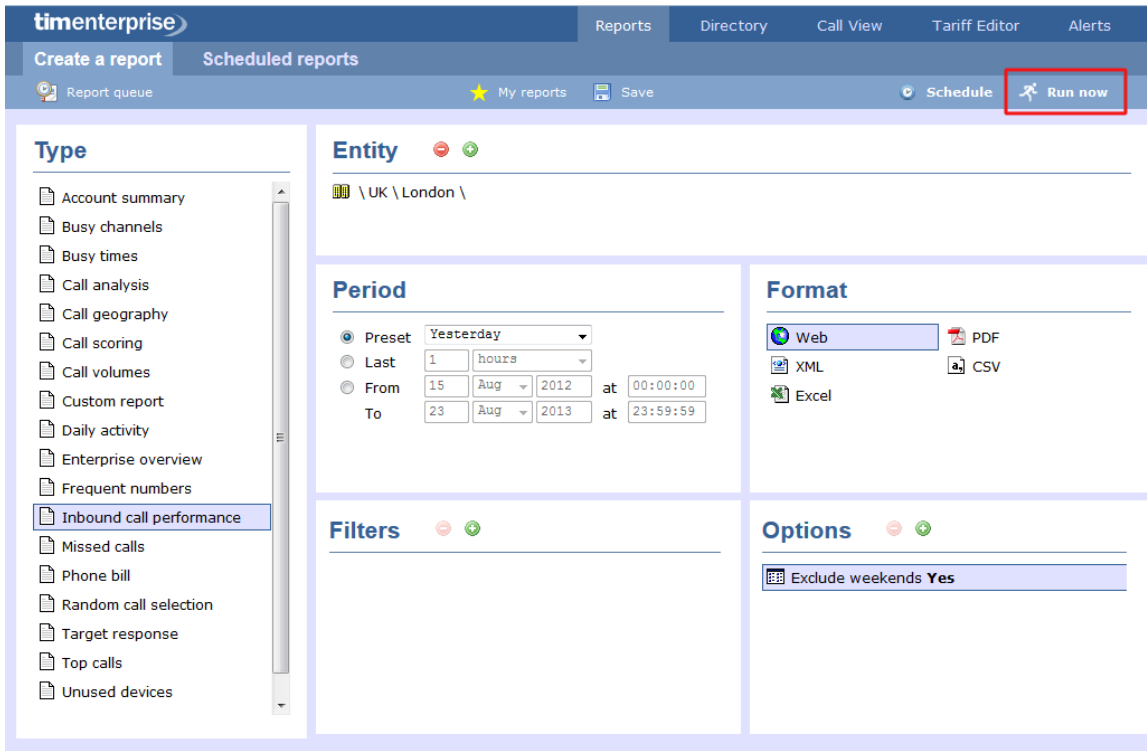 timenterprise
Reports Directory Call View Tariff Editor Alerts
Create a report Scheduled reports
Report queue My reports Save Schedule Run now
Type
Account summary
Busy channels
Busy times
Call analysis
Call geography
Call scoring
Call volumes
Custom report
Daily activity
Enterprise overview
Frequent numbers
Inbound call performance
Missed calls
Phone bill
Random call selection
Target response
Top calls
Unused devices
Entity
\ UK \ London \
Period
Preset Yesterday
Last 1 hours
From 15 Aug 2012 at 00:00:00
To 23 Aug 2013 at 23:59:59
Format
Web PDF
XML CSV
Excel
Filters
Options
Exclude weekends Yes